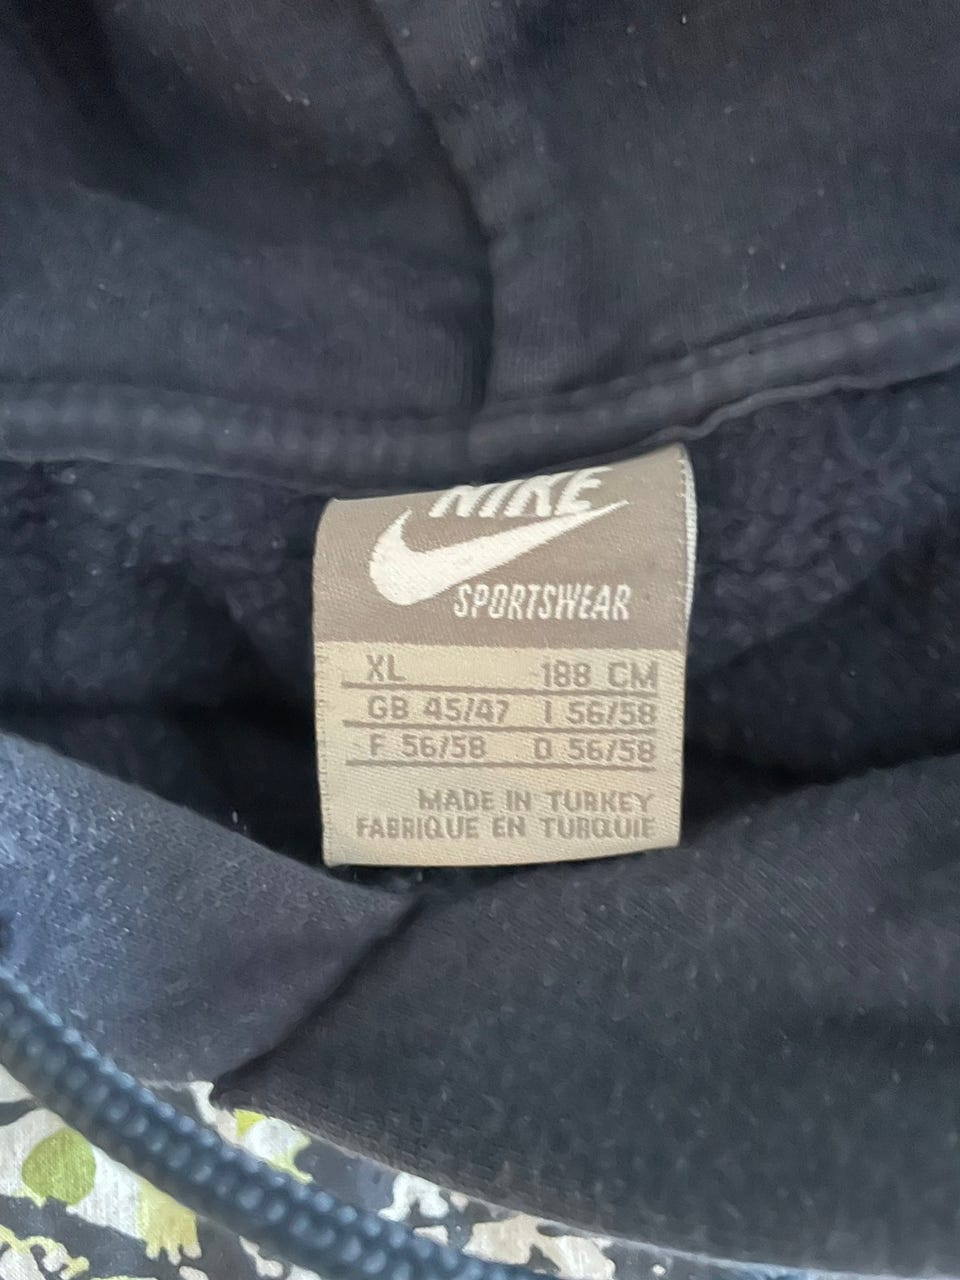 NIKE
SPORTSWEAR
XL 188 CM
GB 45/47 I 56/58
F 56/58 D 56/58
MADE IN TURKEY
FABRIQUE EN TURQUIE